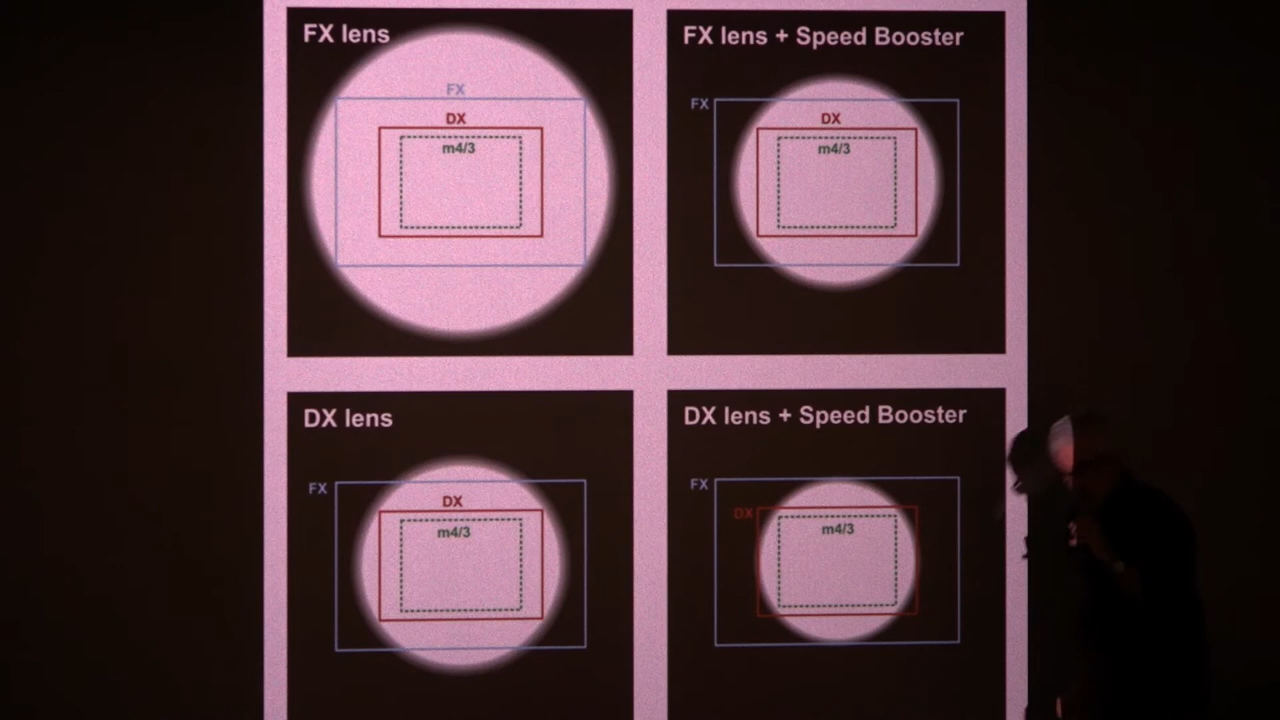 FX lens
FX
DX
m4/3
FX lens + Speed Booster
FX
DX
m4/3
DX lens
FX
DX
m4/3
DX lens + Speed Booster
FX
DX
m4/3